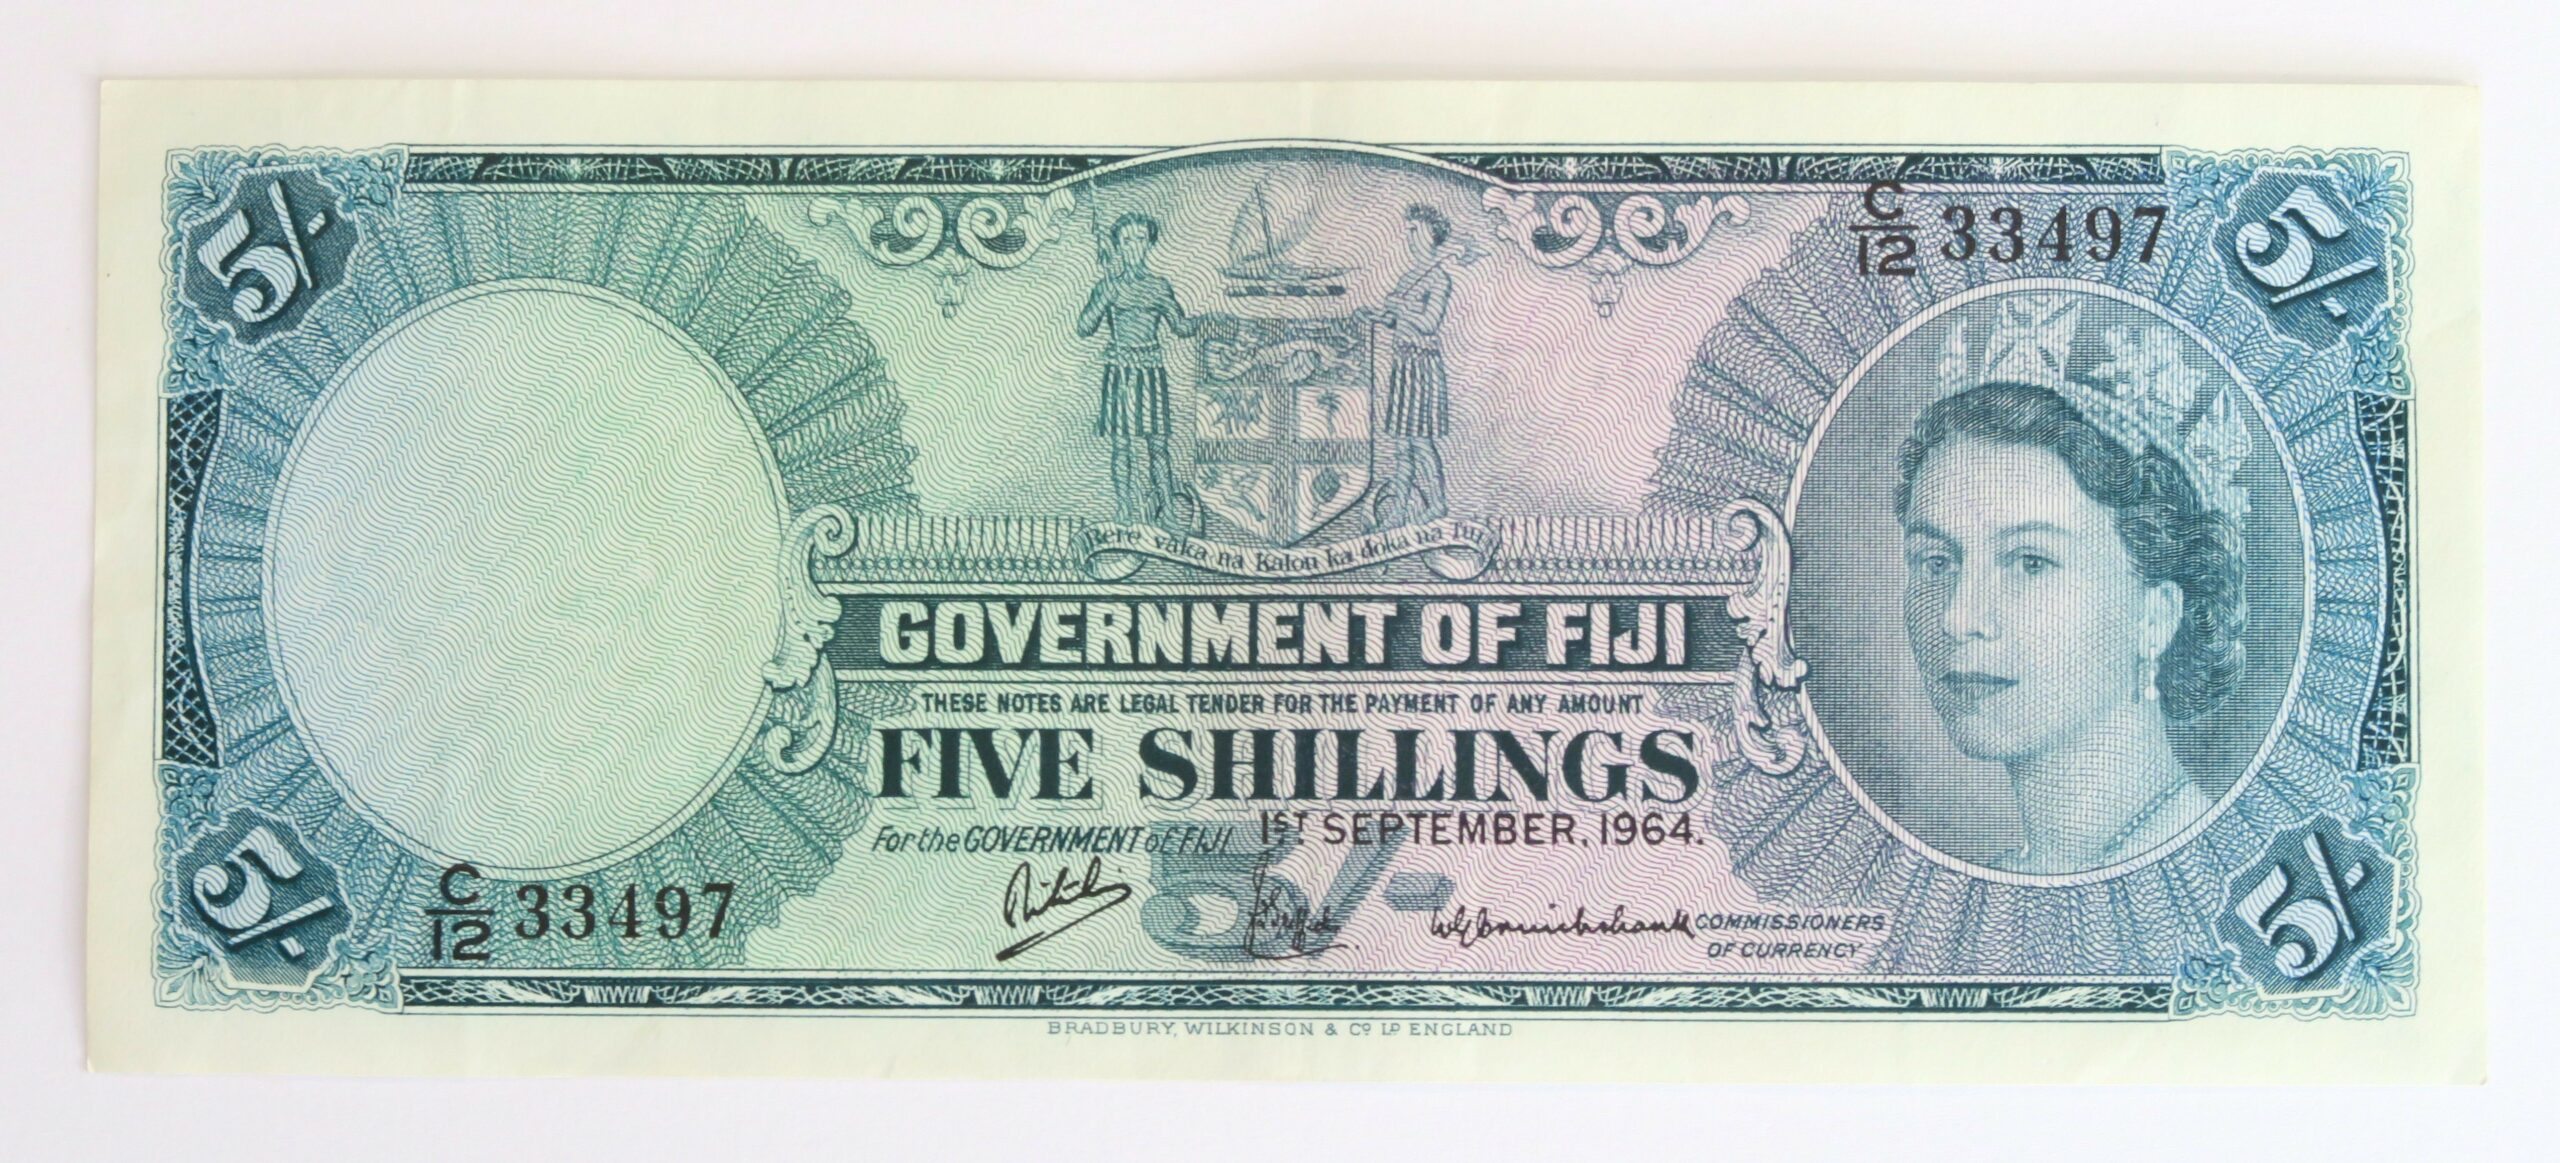 5/-
C/12 33497
5/-
Rere vaka na Kalou ka doka na Tui
GOVERNMENT OF FIJI
THESE NOTES ARE LEGAL TENDER FOR THE PAYMENT OF ANY AMOUNT
FIVE SHILLINGS
For the GOVERNMENT of FIJI 1ST SEPTEMBER, 1964.
5/-
COMMISSIONERS
OF CURRENCY
5/-
C/12 33497
5/-
BRADBURY, WILKINSON & Co Ld ENGLAND